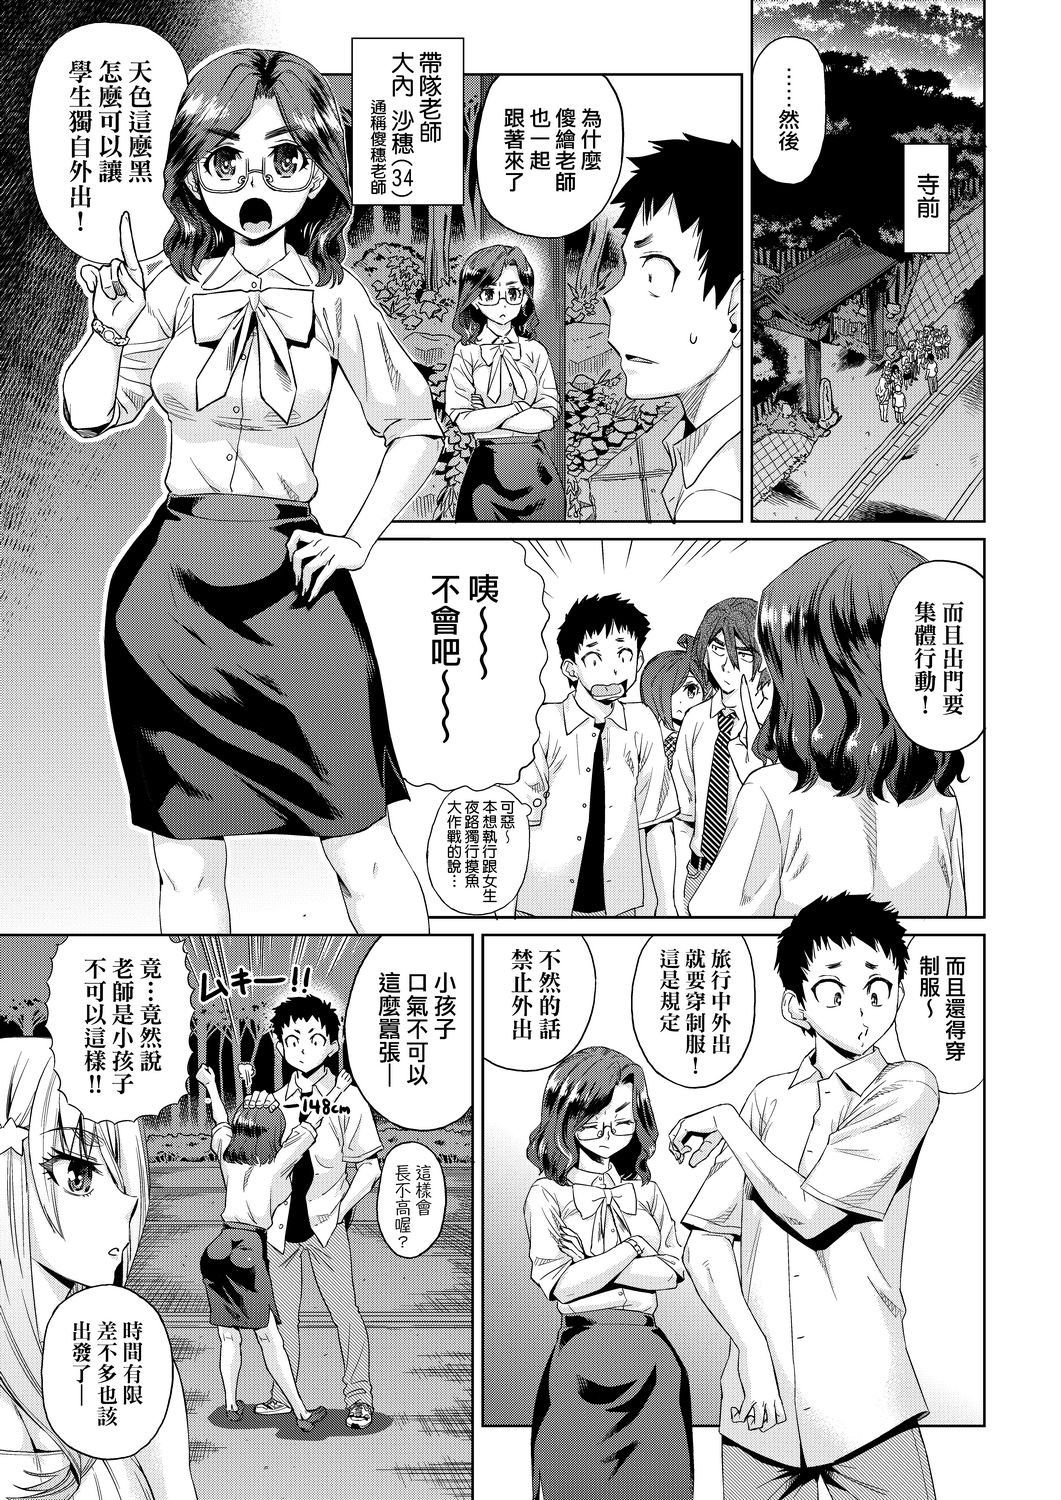 ……然後
寺前
為什麼
傻繪老師
也一起
跟著來了
帶隊老師
大內 沙穗(34)
通稱傻穗老師
天色這麼黑
怎麼可以讓
學生獨自外出！
而且出門要
集體行動！
咦～～
不會吧～～
可惡～
本想執行跟女生
夜路獨行摸魚
大作戰的說…
而且還得穿
制服～
旅行中外出
就要穿制服！
這是規定
不然的話
禁止外出
小孩子
口氣不可以
這麼囂張—
ムキー!!
148cm
這樣會
長不高喔？
竟…竟然說
老師是小孩子
不可以這樣!!
時間有限
差不多也該
出發了—